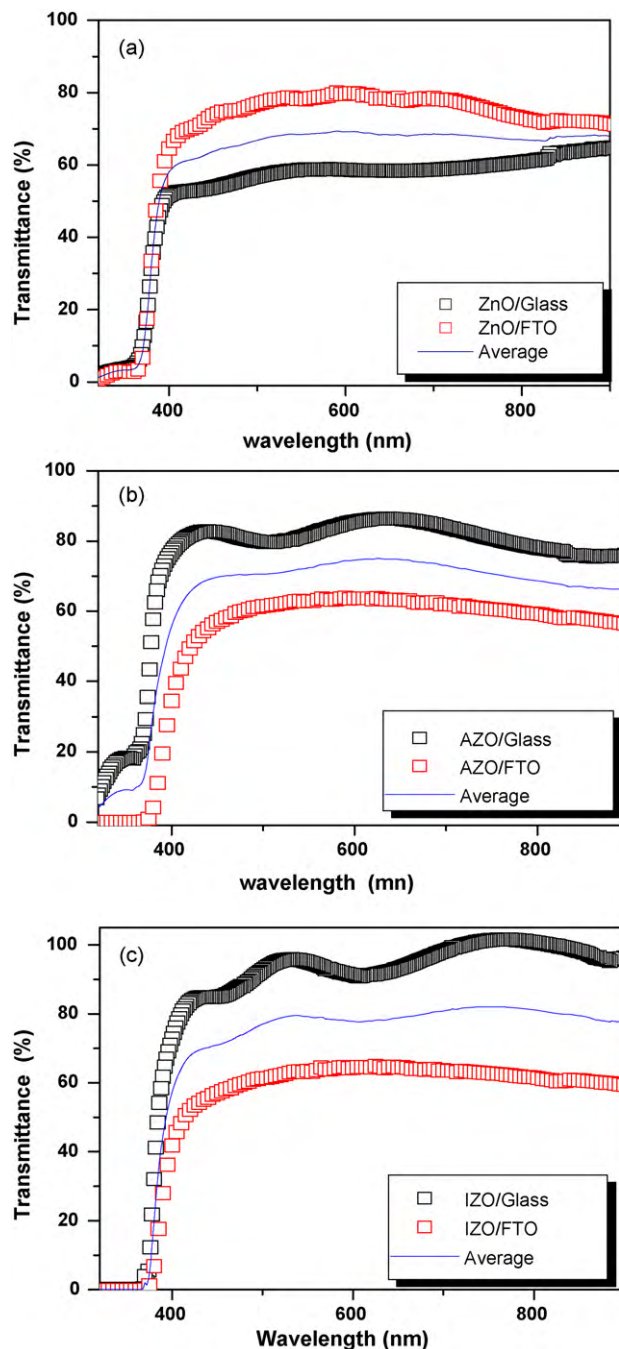 (a)
100
80
60
40
20
0
Transmittance (%)
ZnO/Glass
ZnO/FTO
Average
400 600 800
wavelength (nm)
(b)
100
80
60
40
20
0
Transmittance (%)
AZO/Glass
AZO/FTO
Average
400 600 800
wavelength (mn)
(c)
100
80
60
40
20
0
Transmittance (%)
IZO/Glass
IZO/FTO
Average
400 600 800
Wavelength (nm)